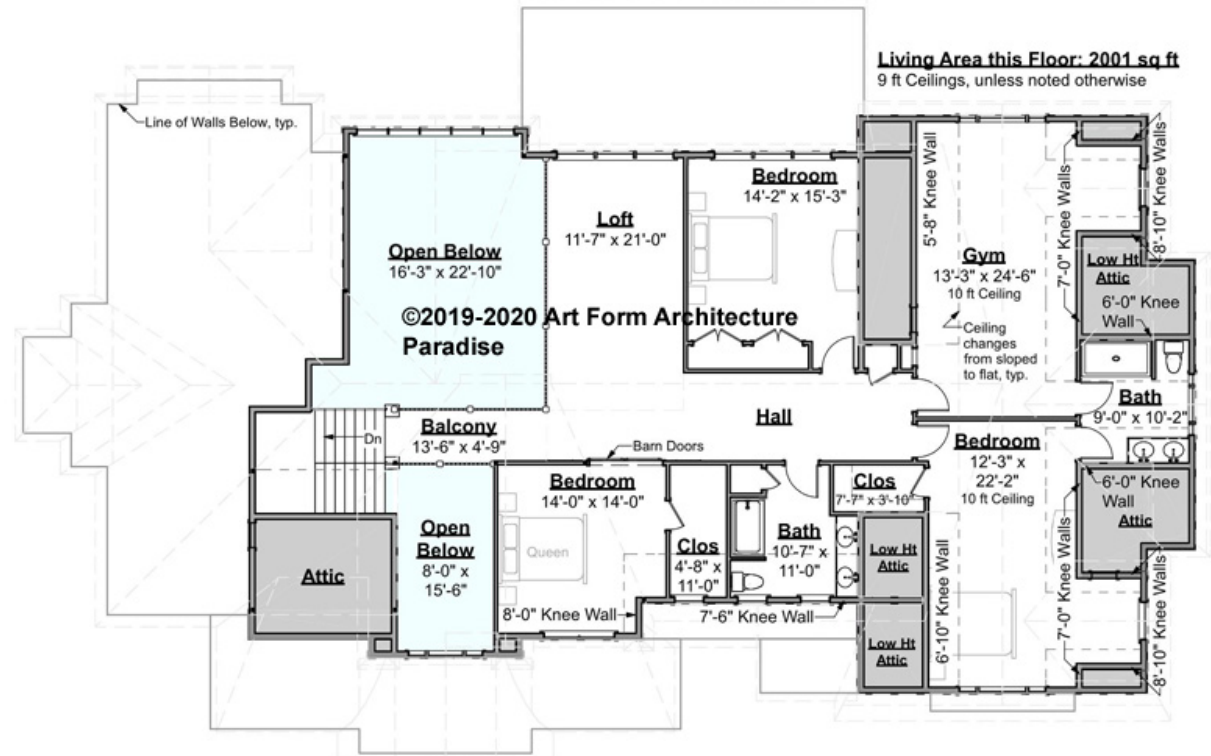 Living Area this Floor: 2001 sq ft
9 ft Ceilings, unless noted otherwise
Line of Walls Below, typ.
Open Below
16'-3" x 22'-10"
Loft
11'-7" x 21'-0"
Bedroom
14'-2" x 15'-3"
5'-8" Knee Wall
Gym
13'-3" x 24'-6"
10 ft Ceiling
Ceiling
changes
from sloped
to flat, typ.
7'-0" Knee Walls
8'-10" Knee Walls
Low Ht
Attic
6'-0" Knee
Wall
©2019-2020 Art Form Architecture
Paradise
Bath
9'-0" x 10'-2"
Hall
Dn
Balcony
13'-6" x 4'-9"
Barn Doors
Bedroom
12'-3" x
22'-2"
10 ft Ceiling
6'-0" Knee
Wall
Attic
Bedroom
14'-0" x 14'-0"
Queen
Clos
4'-8" x
11'-0"
Bath
10'-7" x
11'-0"
Clos
7'-7" x 3'-10"
Low Ht
Attic
Low Ht
Attic
Attic
Open
Below
8'-0" x
15'-6"
8'-0" Knee Wall
7'-6" Knee Wall
6'-10" Knee Wall
7'-0" Knee Walls
8'-10" Knee Walls